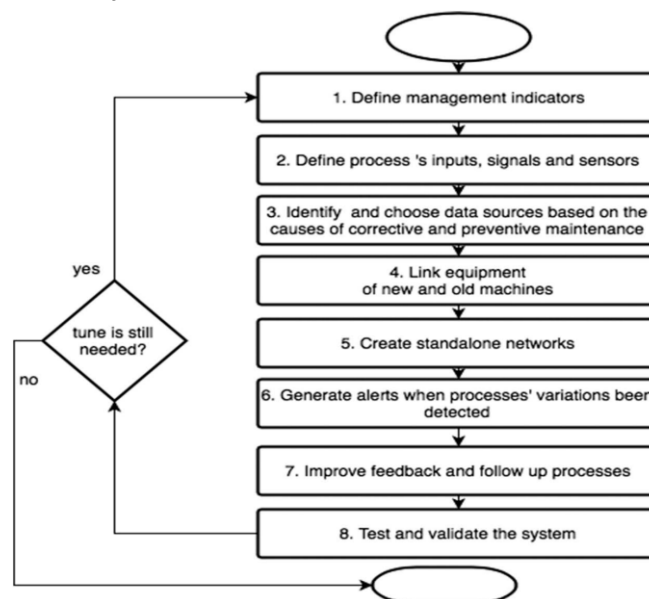 1. Define management indicators
2. Define process 's inputs, signals and sensors
3. Identify and choose data sources based on the
causes of corrective and preventive maintenance
4. Link equipment
of new and old machines
5. Create standalone networks
6. Generate alerts when processes' variations been
detected
7. Improve feedback and follow up processes
8. Test and validate the system
yes
tune is still
needed?
no